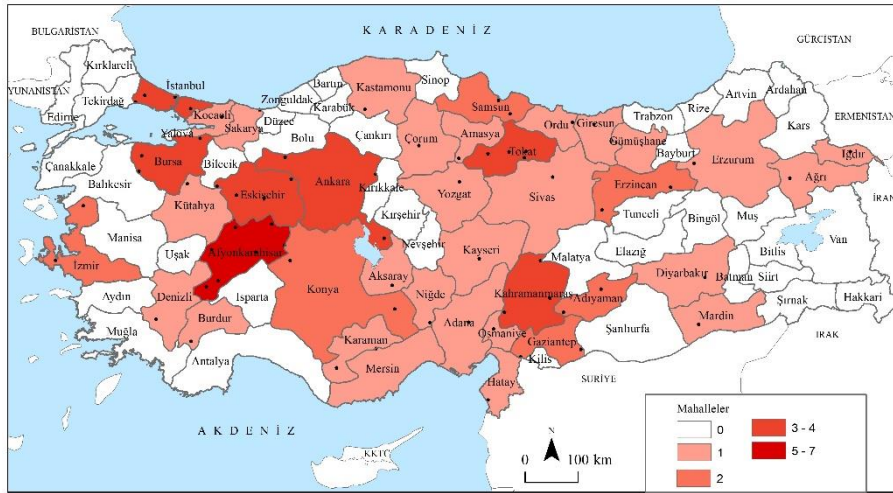 KARADENİZ
BULGARİSTAN
GÜRCİSTAN
YUNANİSTAN
ERMENİSTAN
İRAN
IRAK
SURİYE
AKDENİZ
KKTC
Kırklareli
Tekirdağ
Edirne
İstanbul
Kocaeli
Yalova
Sakarya
Zonguldak
Düzce
Bartın
Karabük
Kastamonu
Sinop
Samsun
Ordu
Giresun
Trabzon
Rize
Artvin
Ardahan
Kars
Iğdır
Ağrı
Erzurum
Bayburt
Gümüşhane
Erzincan
Tokat
Amasya
Çorum
Çankırı
Bolu
Bilecik
Bursa
Çanakkale
Balıkesir
Kütahya
Eskişehir
Ankara
Kırıkkale
Kırşehir
Yozgat
Sivas
Tunceli
Bingöl
Muş
Bitlis
Van
Hakkari
Şırnak
Siirt
Batman
Diyarbakır
Mardin
Elazığ
Malatya
Adıyaman
Şanlıurfa
Kahramanmaraş
Gaziantep
Kilis
Hatay
Osmaniye
Adana
Kayseri
Nevşehir
Niğde
Aksaray
Konya
Karaman
Mersin
Antalya
Isparta
Burdur
Denizli
Muğla
Aydın
İzmir
Manisa
Uşak
Afyonkarahisar
N
0 100 km
Mahalleler
0
1
2
3 - 4
5 - 7